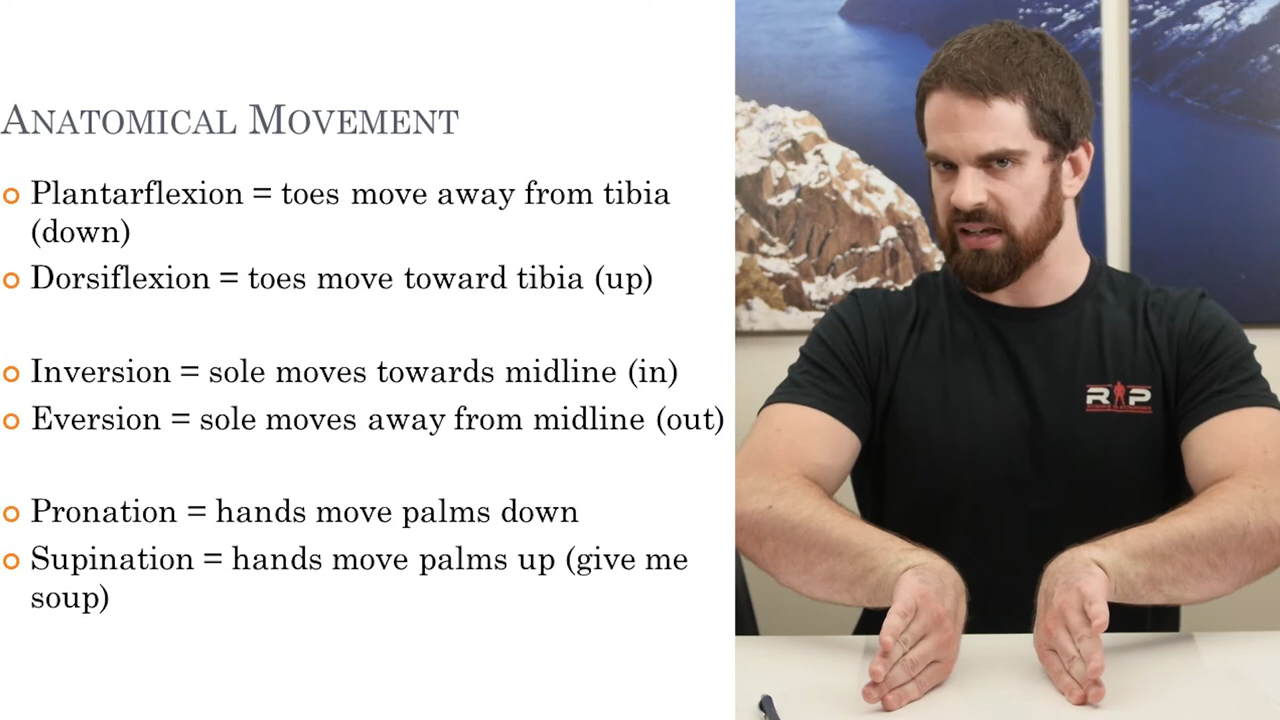 ANATOMICAL MOVEMENT
Plantarflexion = toes move away from tibia
(down)
Dorsiflexion = toes move toward tibia (up)
Inversion = sole moves towards midline (in)
Eversion = sole moves away from midline (out)
Pronation = hands move palms down
Supination = hands move palms up (give me
soup)
RP